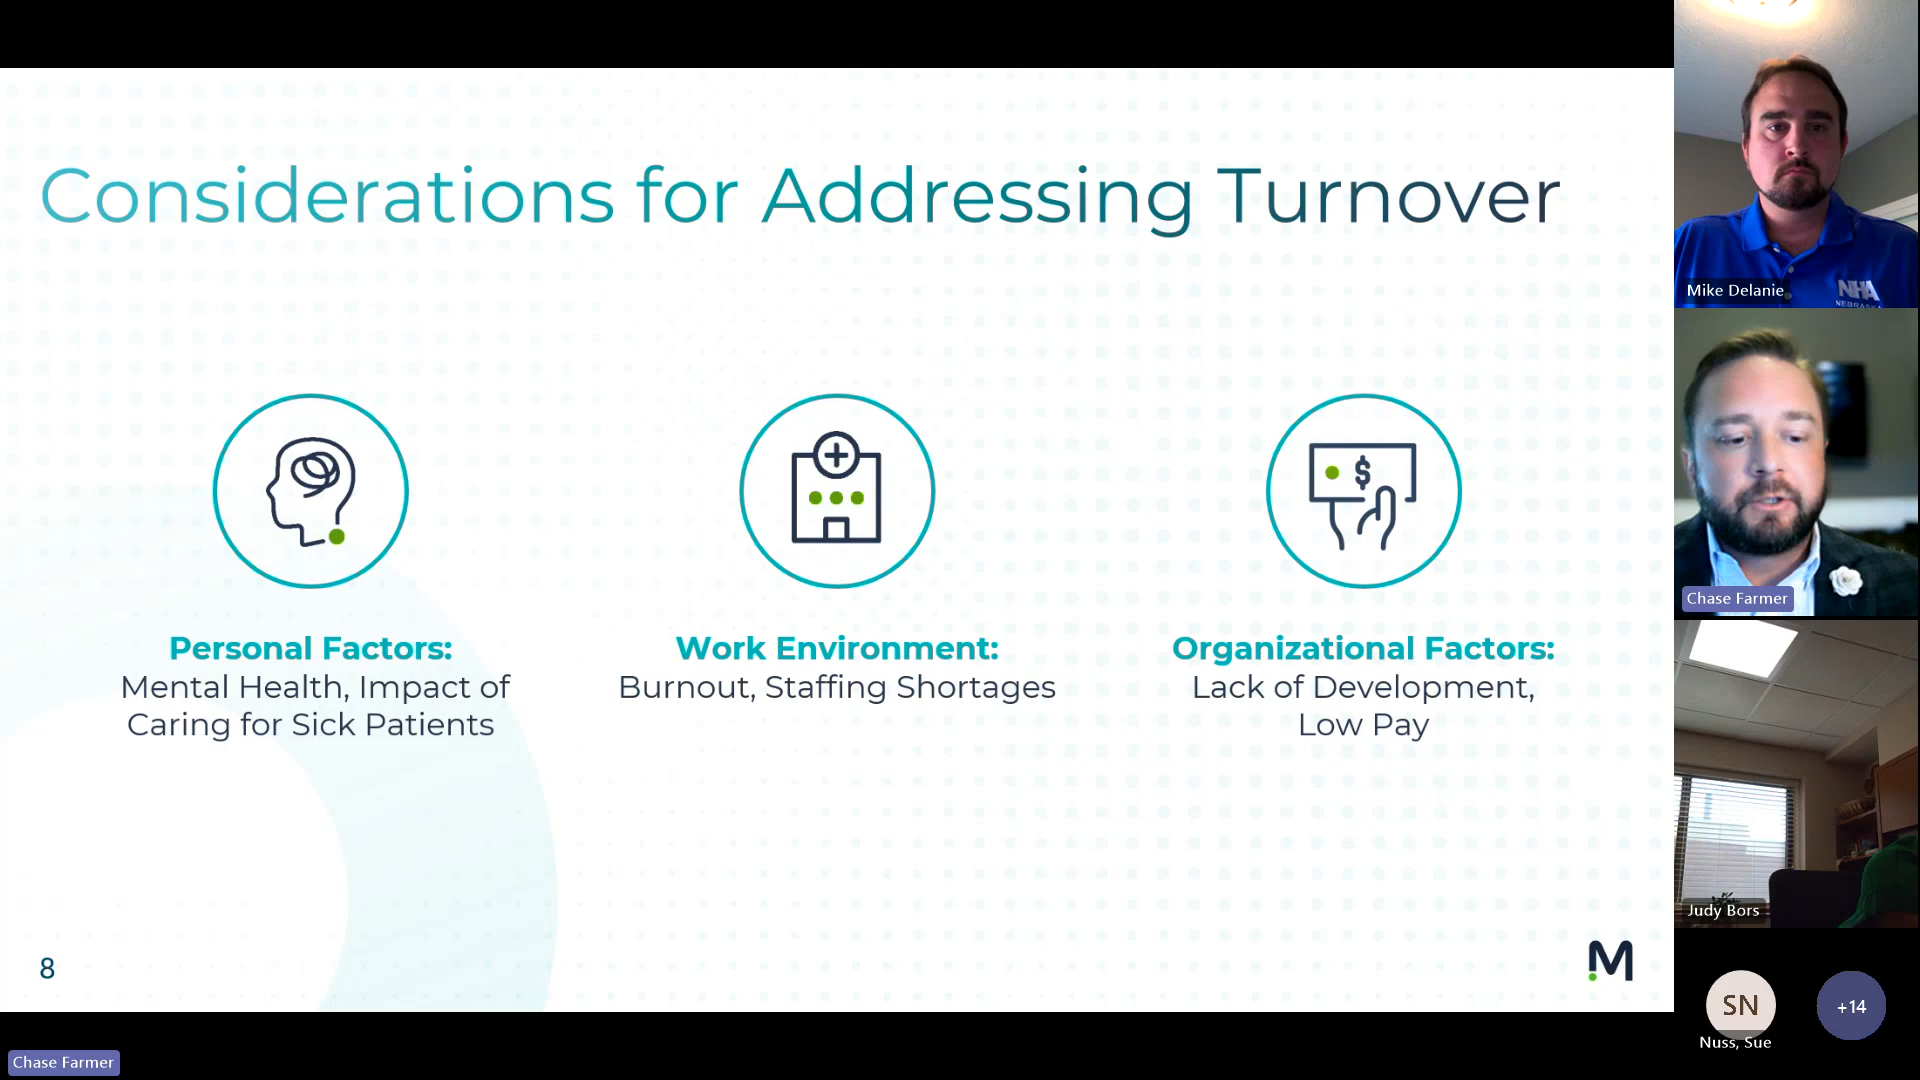 Considerations for Addressing Turnover
$
Personal Factors:
Mental Health, Impact of
Caring for Sick Patients
Work Environment:
Burnout, Staffing Shortages
Organizational Factors:
Lack of Development,
Low Pay
8
M
Chase Farmer
NHA
Mike Delanie
Chase Farmer
Judy Bors
SN
Nuss, Sue
+14